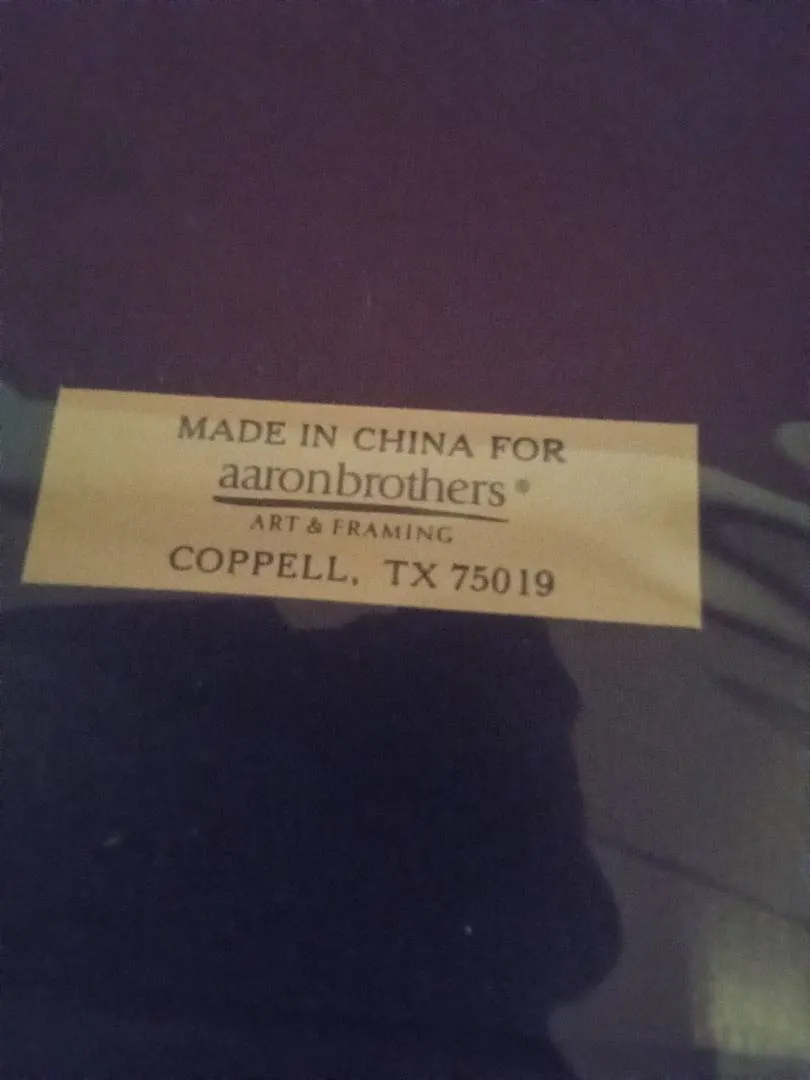 MADE IN CHINA FOR
aaronbrothers®
ART & FRAMING
COPPELL, TX 75019